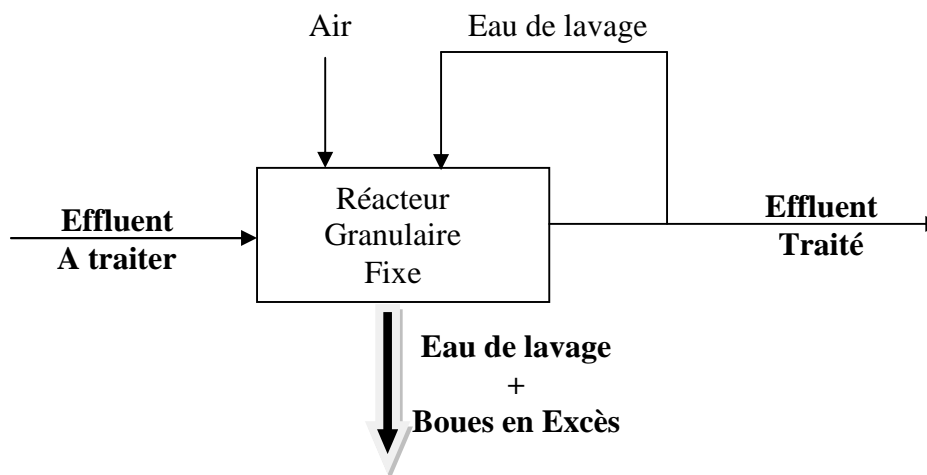 Air
Eau de lavage
Réacteur
Granulaire
Fixe
Effluent
A traiter
Effluent
Traité
Eau de lavage
+
Boues en Excès